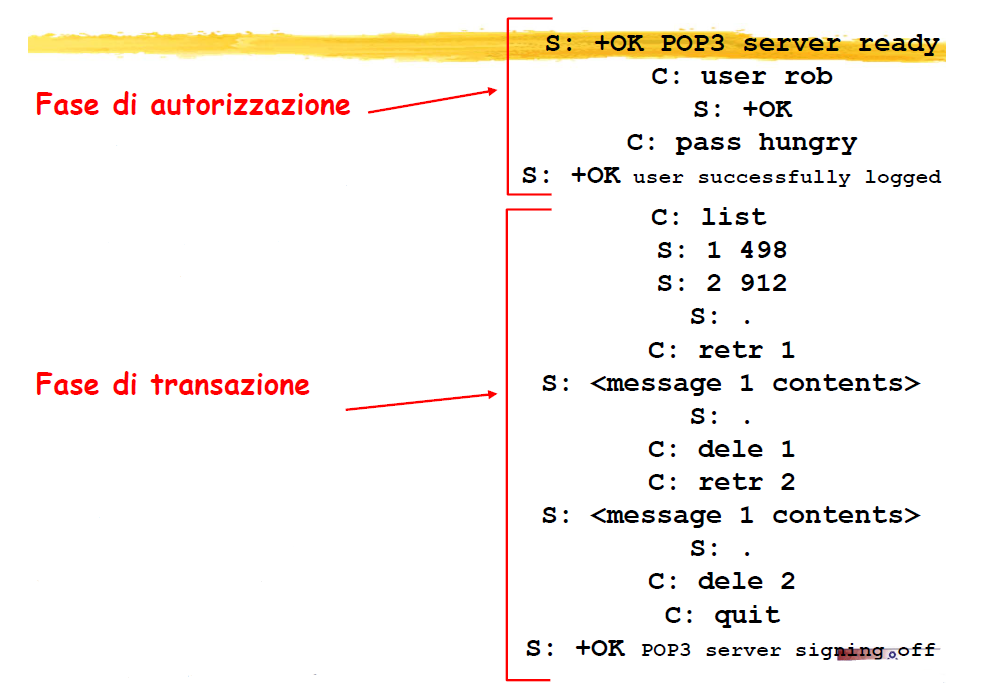 S: +OK POP3 server ready
C: user rob
Fase di autorizzazione
S: +OK
C: pass hungry
S: +OK user successfully logged
C: list
S: 1 498
S: 2 912
S: .
C: retr 1
Fase di transazione
S: <message 1 contents>
S: .
C: dele 1
C: retr 2
S: <message 1 contents>
S: .
C: dele 2
C: quit
S: +OK POP3 server signing off